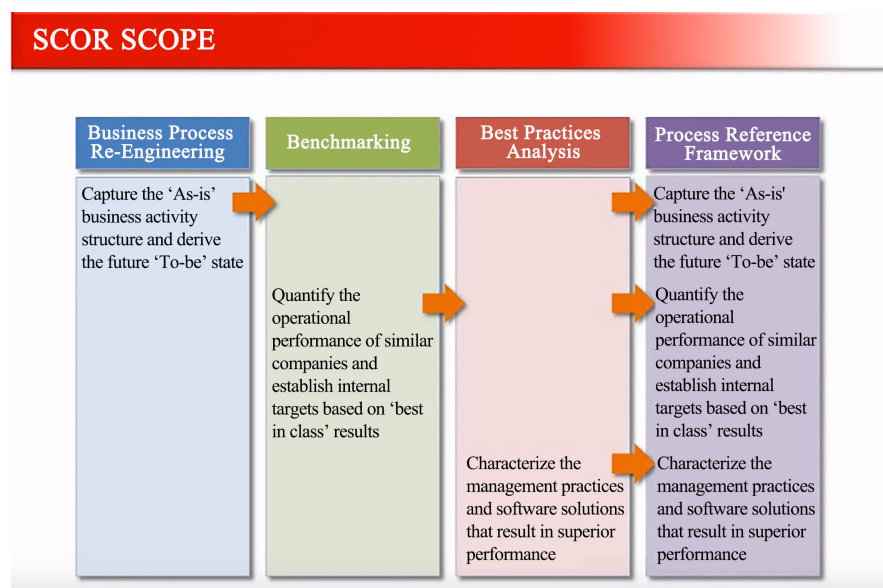 SCOR SCOPE
Business Process
Re-Engineering
Capture the ‘As-is’
business activity
structure and derive
the future ‘To-be’ state
Benchmarking
Quantify the
operational
performance of similar
companies and
establish internal
targets based on ‘best
in class’ results
Best Practices
Analysis
Characterize the
management practices
and software solutions
that result in superior
performance
Process Reference
Framework
Capture the ‘As-is'
business activity
structure and derive
the future ‘To-be’ state
Quantify the
operational
performance of similar
companies and
establish internal
targets based on ‘best
in class’ results
Characterize the
management practices
and software solutions
that result in superior
performance